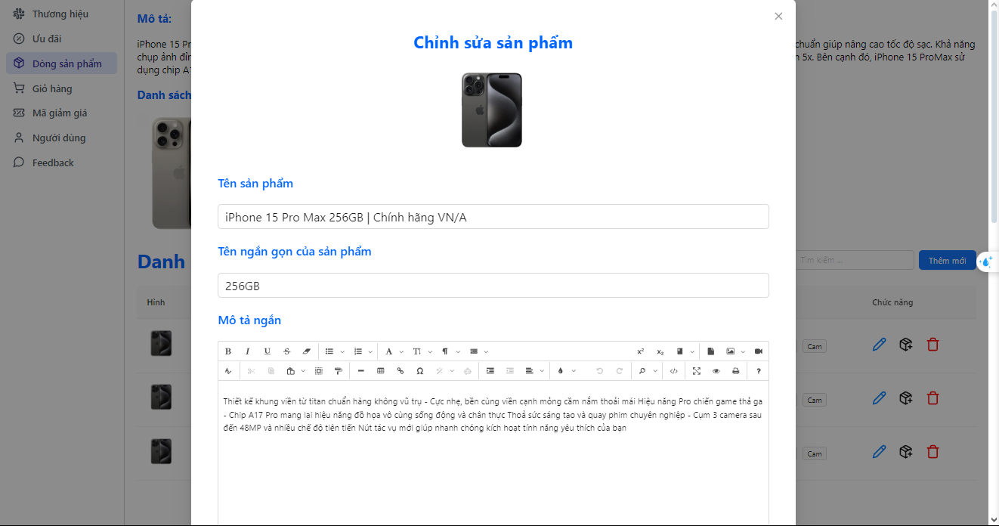 Thương hiệu
Ưu đãi
Dòng sản phẩm
Giỏ hàng
Mã giảm giá
Người dùng
Feedback
Mô tả:
iPhone 15 Pr
chuẩn giúp nâng cao tốc độ sạc. Khả năng
chụp ảnh đỉn
n 5x. Bên cạnh đó, iPhone 15 ProMax sử
dụng chip A1
Danh sách
Danh
Tìm kiếm ...
Thêm mới
Hình
Chức năng
Cam
Cam
Cam
Chỉnh sửa sản phẩm
Tên sản phẩm
iPhone 15 Pro Max 256GB | Chính hãng VN/A
Tên ngắn gọn của sản phẩm
256GB
Mô tả ngắn
Thiết kế khung viền từ titan chuẩn hàng không vũ trụ - Cực nhẹ, bền cùng viền cạnh mỏng cầm nắm thoải mái Hiệu năng Pro chiến game thả ga
- Chip A17 Pro mang lại hiệu năng đồ họa vô cùng sống động và chân thực Thoả sức sáng tạo và quay phim chuyên nghiệp - Cụm 3 camera sau
đến 48MP và nhiều chế độ tiên tiến Nút tác vụ mới giúp nhanh chóng kích hoạt tính năng yêu thích của bạn